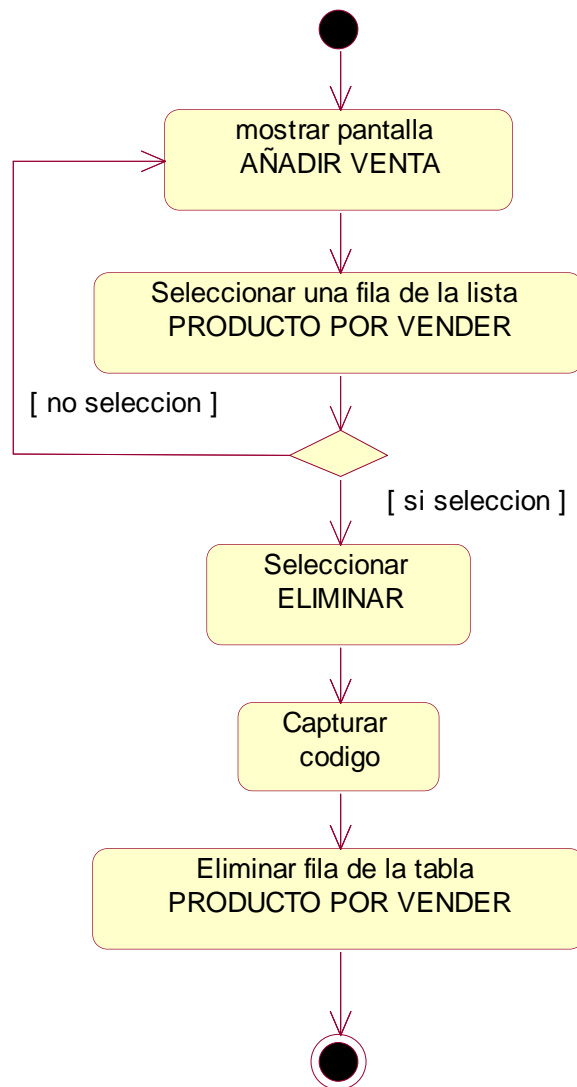 mostrar pantalla
AÑADIR VENTA
Seleccionar una fila de la lista
PRODUCTO POR VENDER
[ no seleccion ]
[ si seleccion ]
Seleccionar
ELIMINAR
Capturar
codigo
Eliminar fila de la tabla
PRODUCTO POR VENDER